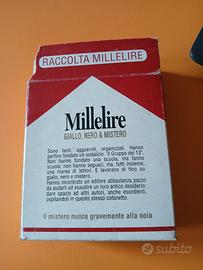 RACCOLTA MILLELIRE
Millelire
GIALLO, NERO & MISTERO
Sono tanti, agguerriti, organizzati. Hanno
perfino fondato un sodalizio: "Il Gruppo dei 13".
Hanno non fondato una scuola, ma fanno
scuola; non hanno seguaci, ma fan, tutti insieme,
una marea di lettori. E lavorano di fino su
giallo, nero e mistero.
Hanno incontrato un editore abbastanza pazzo
da aiutarli ad esaudire un loro antico desiderio:
dare spazio ad altri autori, anche esordienti,
ospitandoli in questo stesso cofanetto.
Il mistero nuoce gravemente alla noia
subito